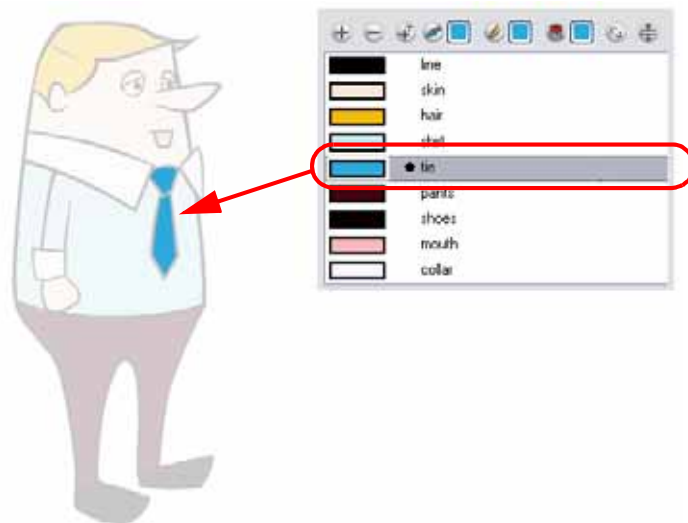 line
skin
hair
shirt
tie
pants
shoes
mouth
collar